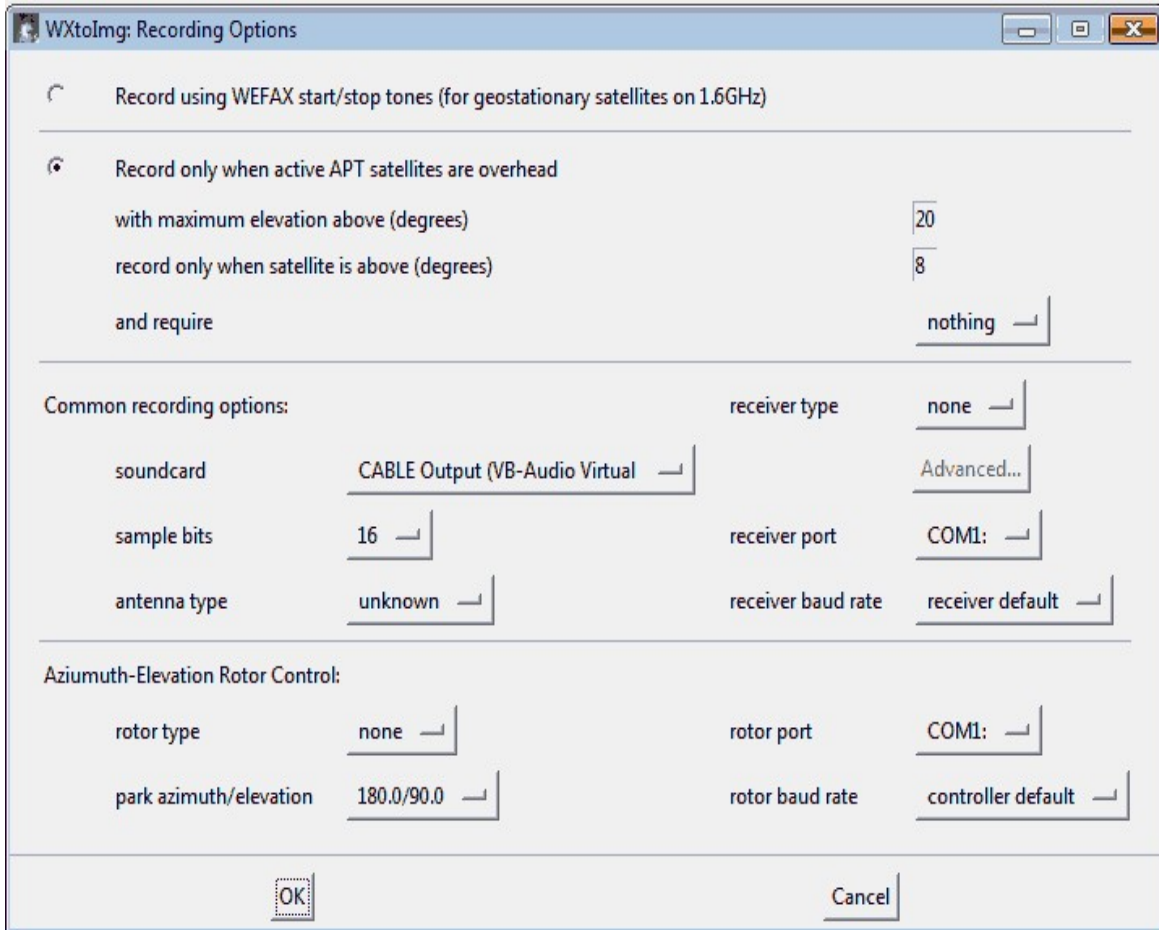 WXtoImg: Recording Options
Record using WEFAX start/stop tones (for geostationary satellites on 1.6GHz)
Record only when active APT satellites are overhead
with maximum elevation above (degrees) 20
record only when satellite is above (degrees) 8
and require nothing
Common recording options: receiver type none
soundcard CABLE Output (VB-Audio Virtual Advanced...
sample bits 16 receiver port COM1:
antenna type unknown receiver baud rate receiver default
Aziumuth-Elevation Rotor Control:
rotor type none rotor port COM1:
park azimuth/elevation 180.0/90.0 rotor baud rate controller default
OK Cancel